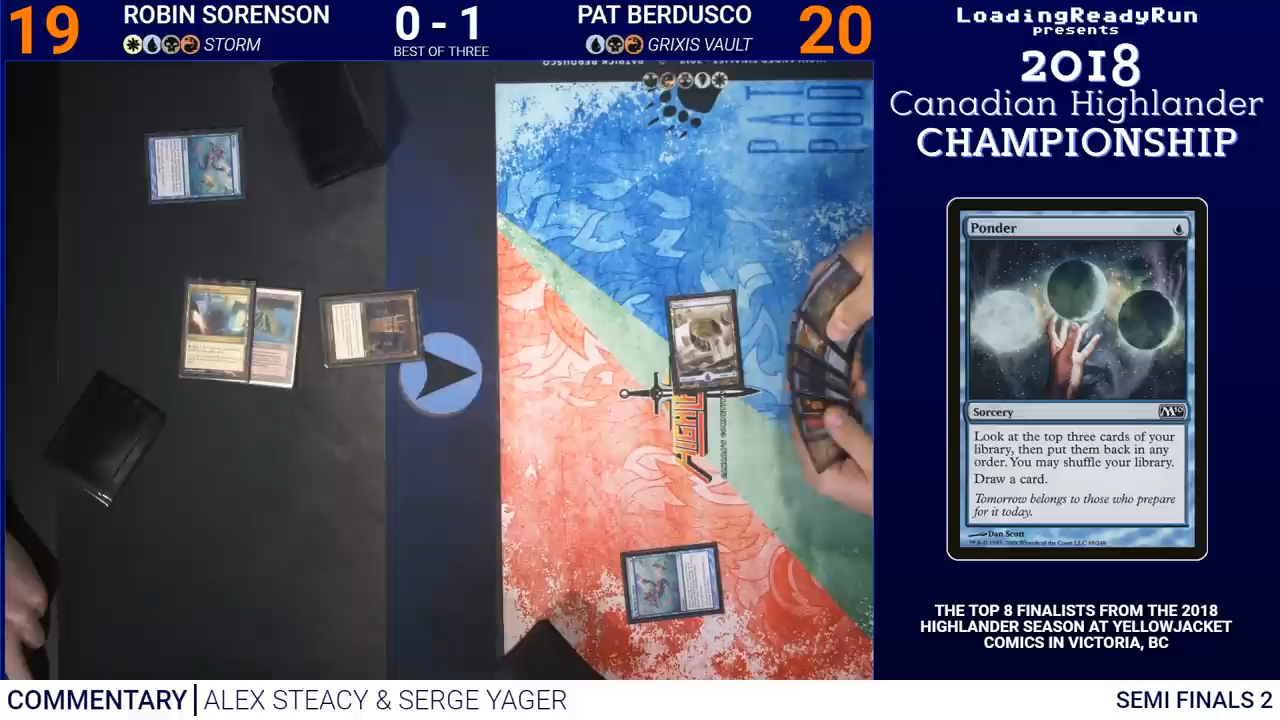 19
ROBIN SORENSON
STORM
0 - 1
BEST OF THREE
PAT BERDUSCO
GRIXIS VAULT
20
LoadingReadyRun
presents
2018
Canadian Highlander
CHAMPIONSHIP
PAT
POD
Ponder
Sorcery
Look at the top three cards of your
library, then put them back in any
order. You may shuffle your library.
Draw a card.
Tomorrow belongs to those who prepare
for it today.
Dan Scott
THE TOP 8 FINALISTS FROM THE 2018
HIGHLANDER SEASON AT YELLOWJACKET
COMICS IN VICTORIA, BC
COMMENTARY | ALEX STEACY & SERGE YAGER
SEMI FINALS 2